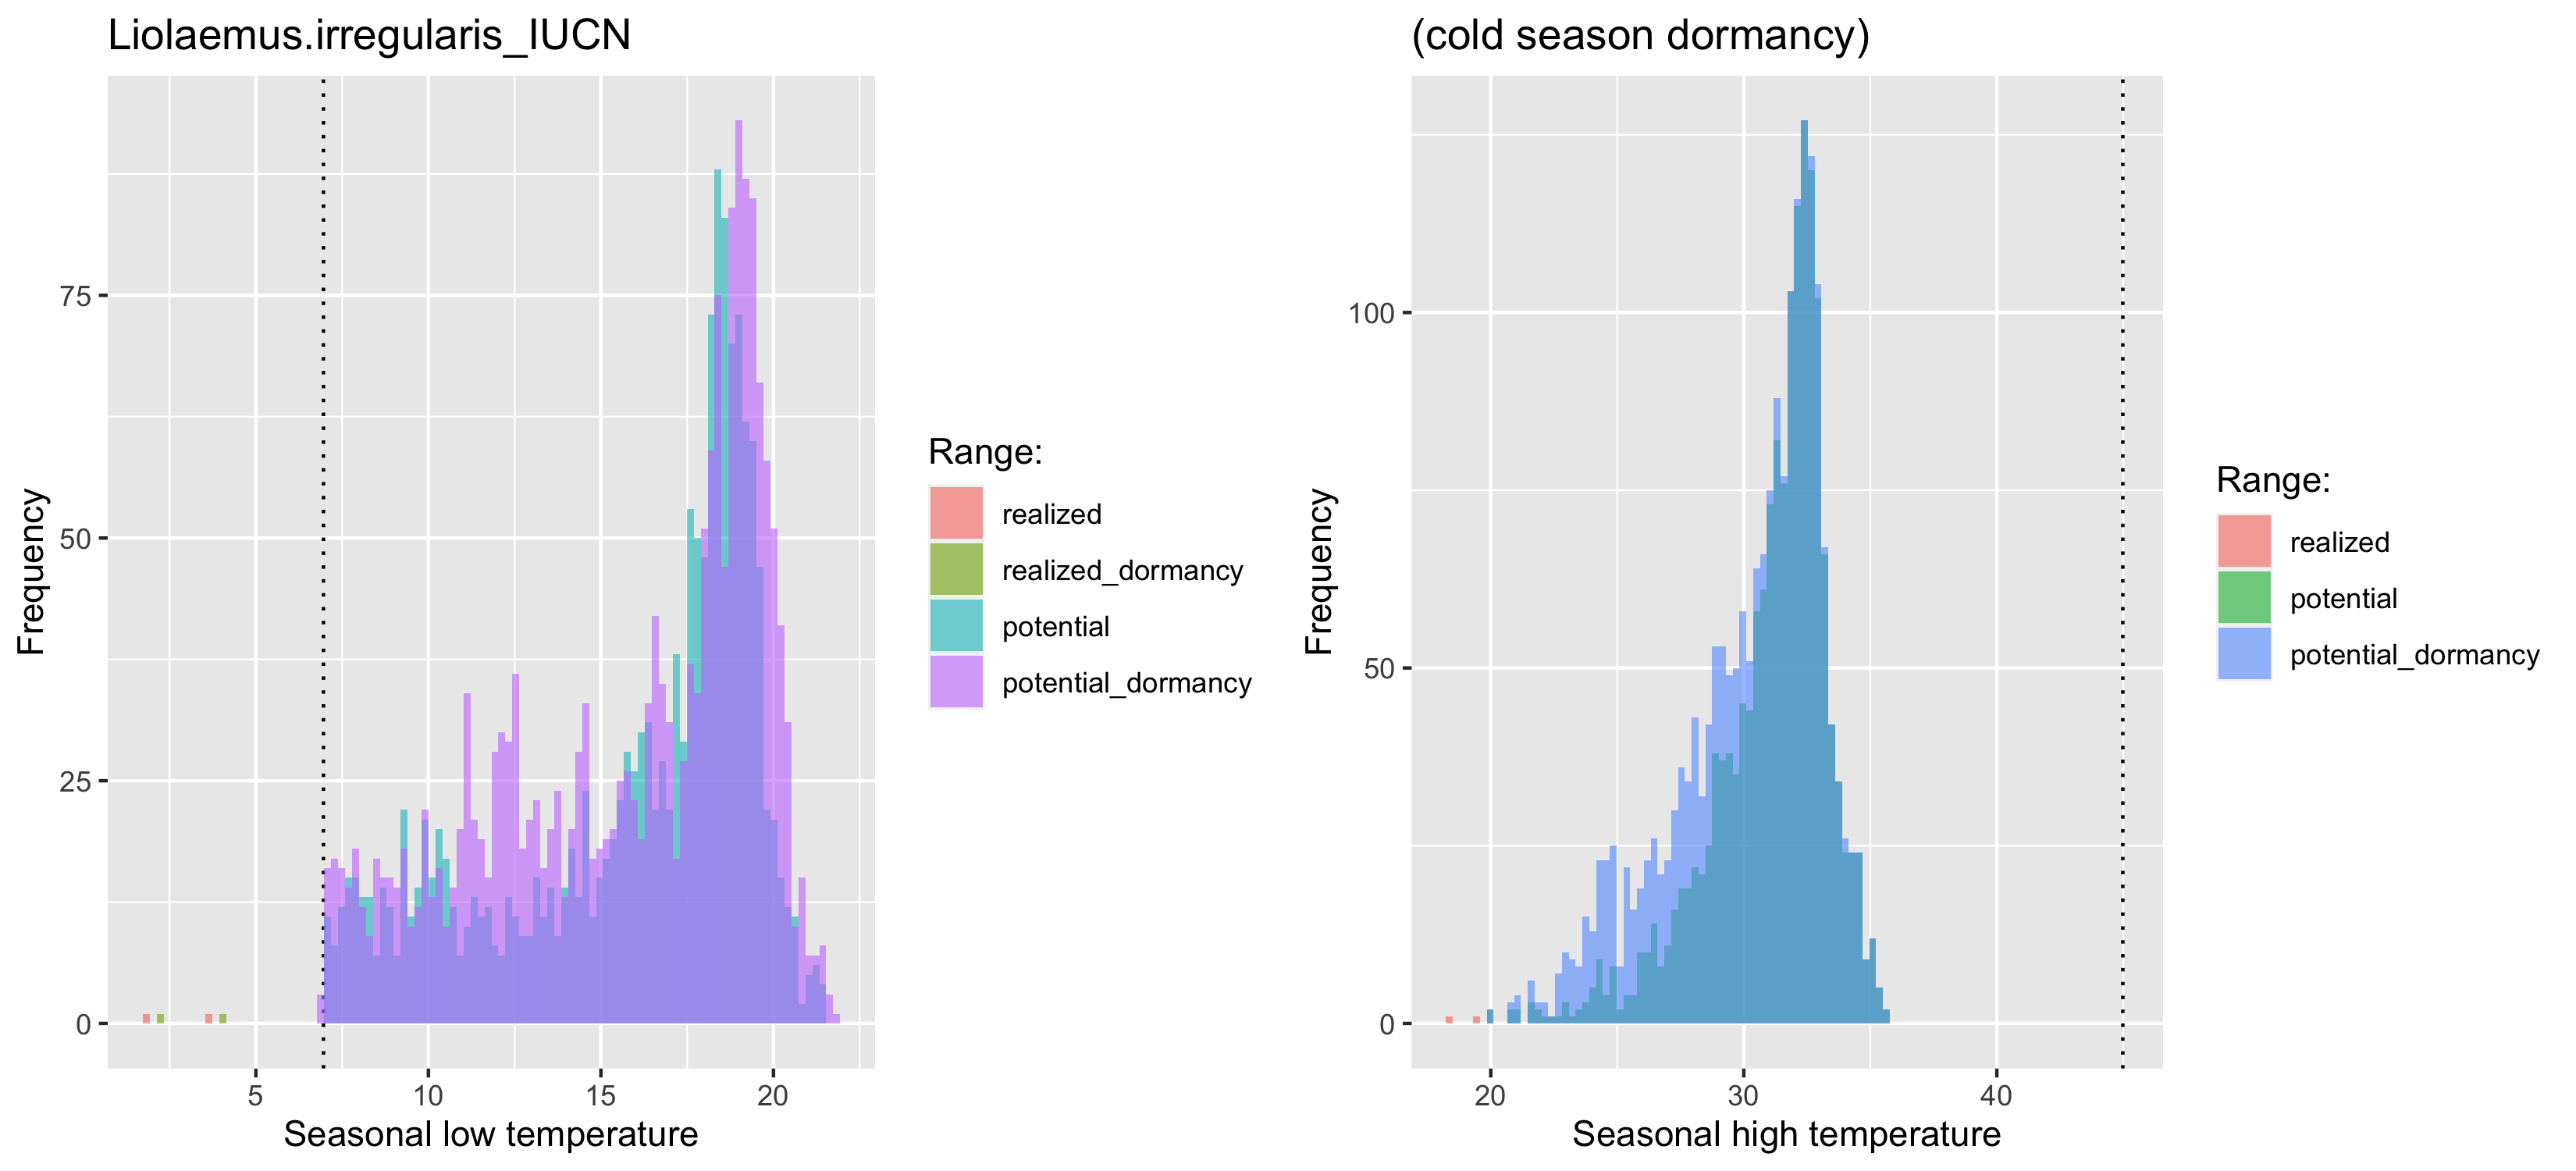 Liolaemus.irregularis_IUCN
Frequency
75
50
25
0
5 10 15 20
Seasonal low temperature
Range:
realized
realized_dormancy
potential
potential_dormancy
(cold season dormancy)
Frequency
100
50
0
20 30 40
Seasonal high temperature
Range:
realized
potential
potential_dormancy